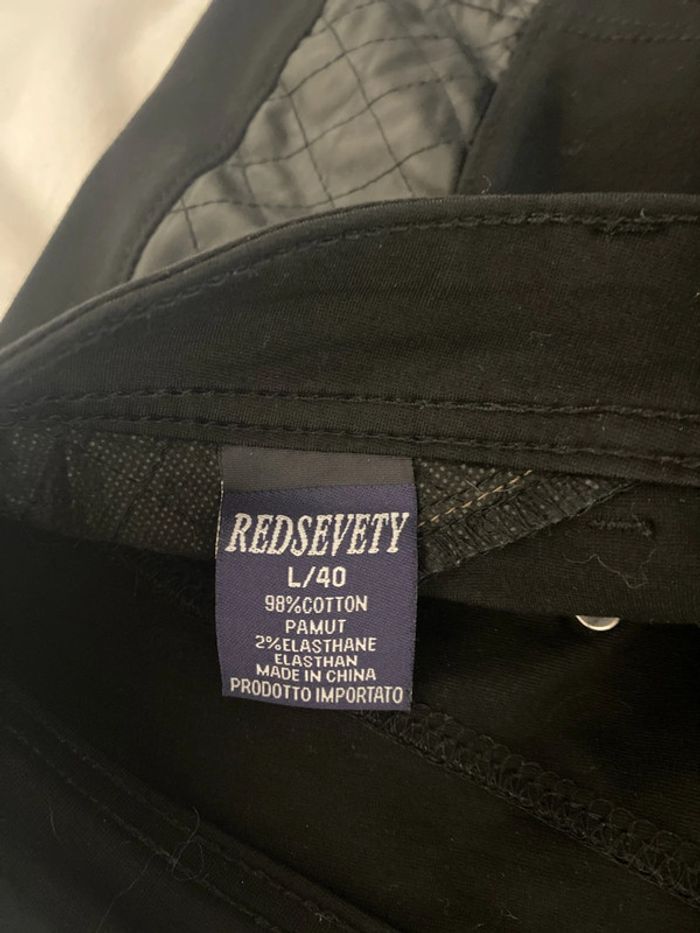 REDSEVETY
L/40
98%COTTON
PAMUT
2%ELASTHANE
ELASTHAN
MADE IN CHINA
PRODOTTO IMPORTATO